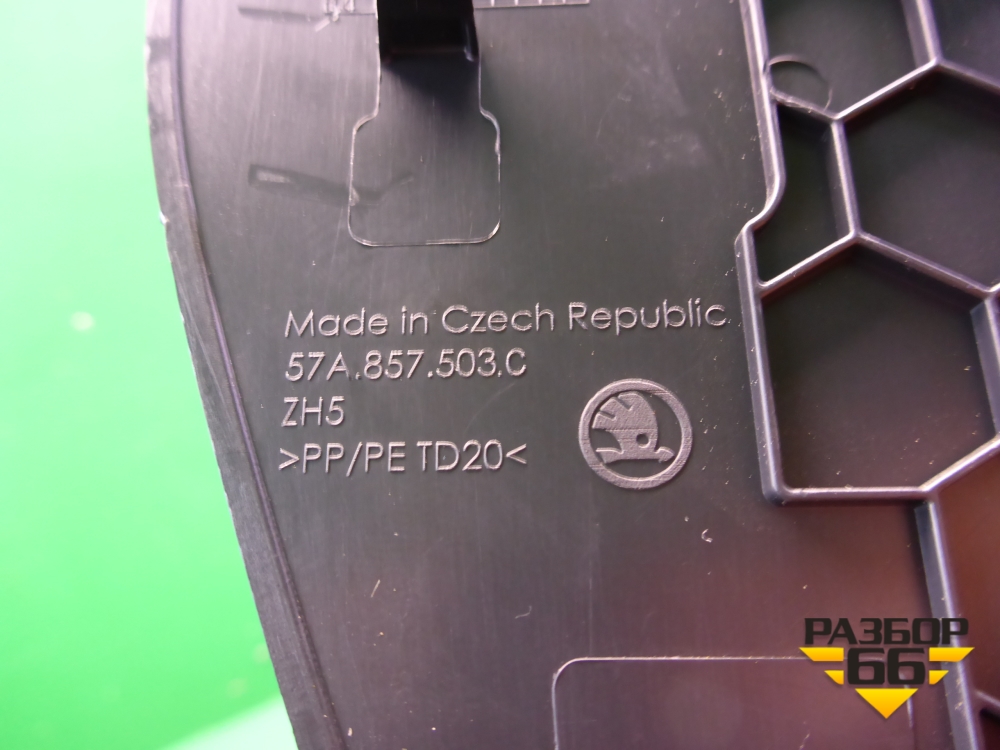 Made in Czech Republic
57A.857.503.C
ZH5
>PP/PE TD20<
РАЗБОР
66